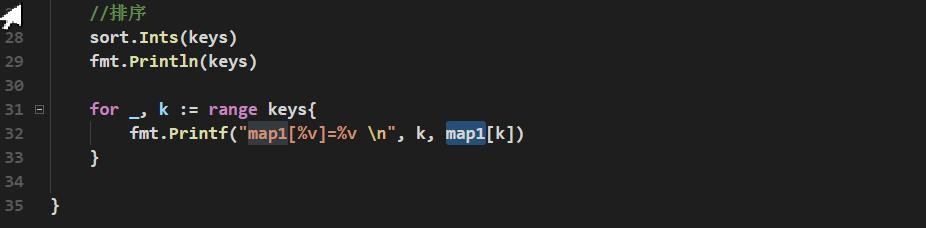 //排序
28 sort.Ints(keys)
29 fmt.Println(keys)
30
31 for _, k := range keys{
32 fmt.Printf("map1[%v]=%v \n", k, map1[k])
33 }
34
35 }